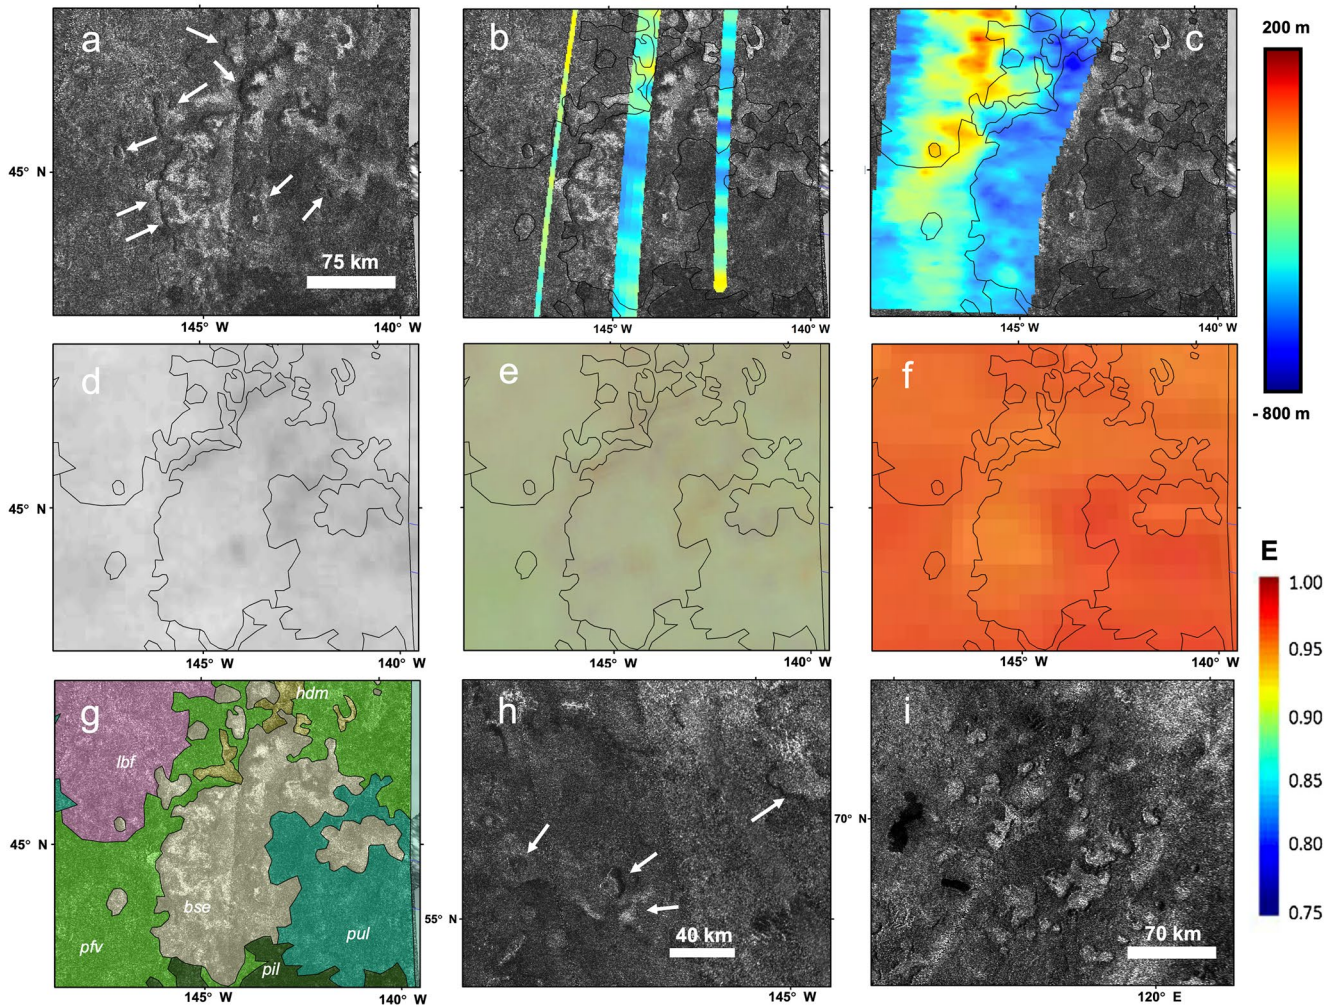 a
75 km
45° N
145° W
140° W
b
145° W
140° W
c
145° W
140° W
200 m
- 800 m
d
45° N
145° W
140° W
e
145° W
140° W
f
145° W
140° W
E
1.00
0.95
0.90
0.85
0.80
0.75
g
hdm
lbf
bse
pfv
pul
pil
45° N
145° W
140° W
h
40 km
55° N
145° W
i
70° N
70 km
120° E